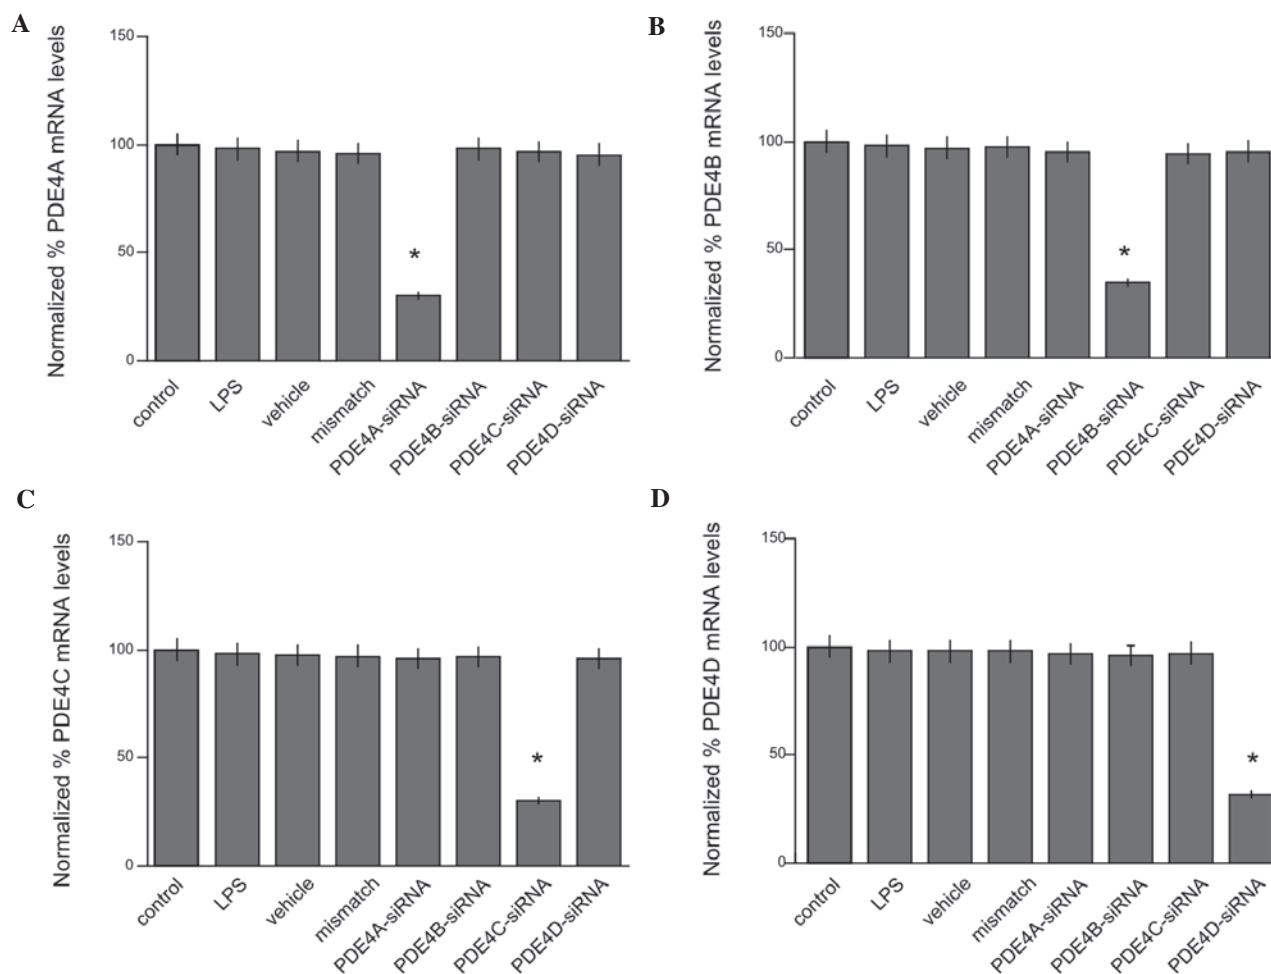 A
Normalized % PDE4A mRNA levels
150
100
50
0
*
control
LPS
vehicle
mismatch
PDE4A-siRNA
PDE4B-siRNA
PDE4C-siRNA
PDE4D-siRNA
B
Normalized % PDE4B mRNA levels
150
100
50
0
*
control
LPS
vehicle
mismatch
PDE4A-siRNA
PDE4B-siRNA
PDE4C-siRNA
PDE4D-siRNA
C
Normalized % PDE4C mRNA levels
150
100
50
0
*
control
LPS
vehicle
mismatch
PDE4A-siRNA
PDE4B-siRNA
PDE4C-siRNA
PDE4D-siRNA
D
Normalized % PDE4D mRNA levels
150
100
50
0
*
control
LPS
vehicle
mismatch
PDE4A-siRNA
PDE4B-siRNA
PDE4C-siRNA
PDE4D-siRNA